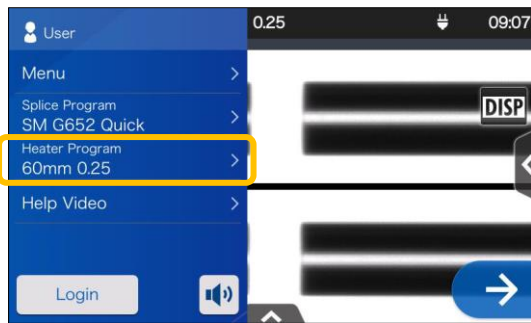 User
0.25
09:07
Menu
Splice Program
SM G652 Quick
Heater Program
60mm 0.25
Help Video
Login
DISP